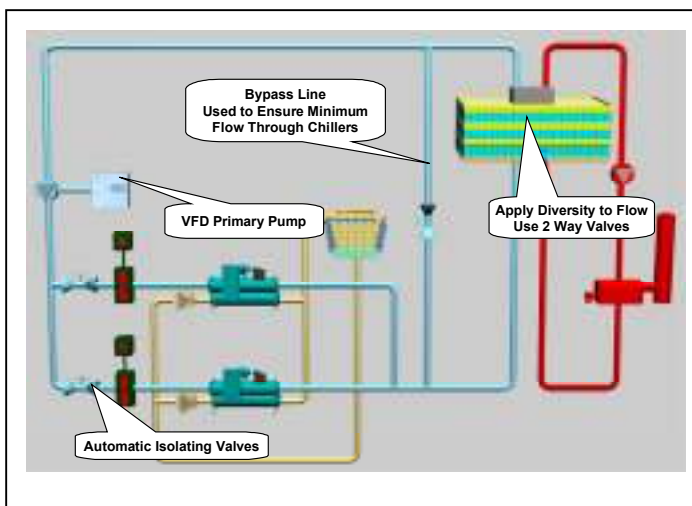 Bypass Line
Used to Ensure Minimum
Flow Through Chillers
VFD Primary Pump
Apply Diversity to Flow
Use 2 Way Valves
Automatic Isolating Valves